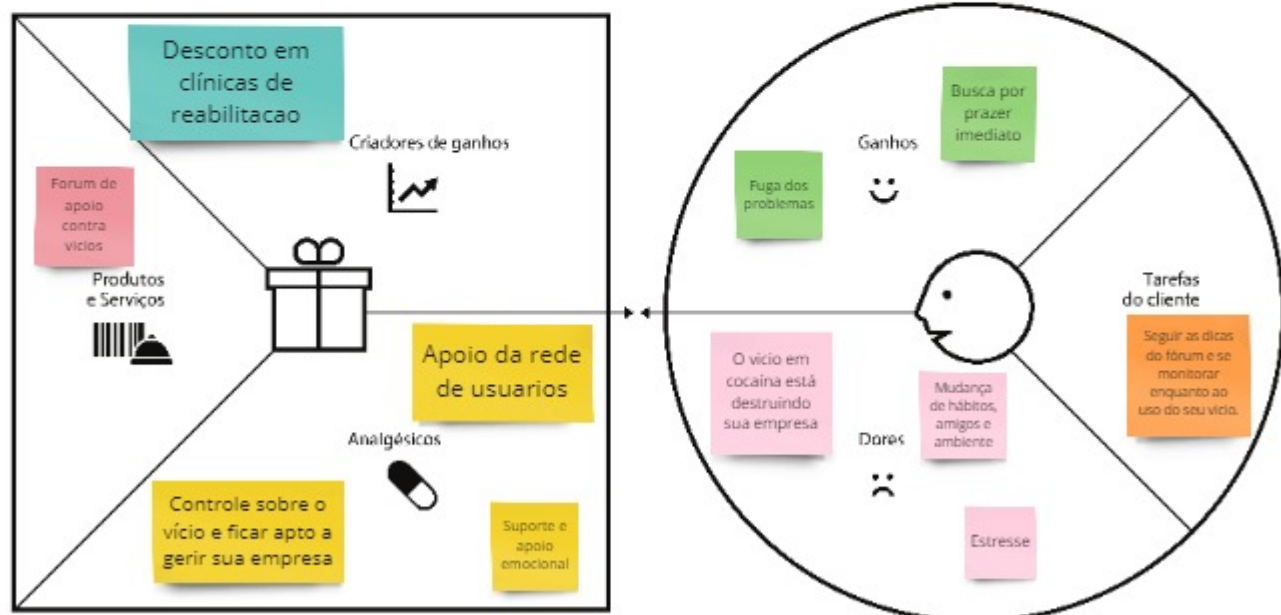 Desconto em
clínicas de
reabilitacao
Criadores de ganhos
Forum de
apoio
contra
vicios
Produtos
e Serviços
Apoio da rede
de usuarios
Analgésicos
Controle sobre o
vício e ficar apto a
gerir sua empresa
Suporte e
apoio
emocional
Busca por
prazer
imediato
Ganhos
Fuga dos
problemas
Tarefas
do cliente
Seguir as dicas
do fórum e se
monitorar
enquanto ao
uso do seu vício.
O vicio em
cocaína está
destruindo
sua empresa
Mudança
de hábitos,
amigos e
ambiente
Dores
Estresse